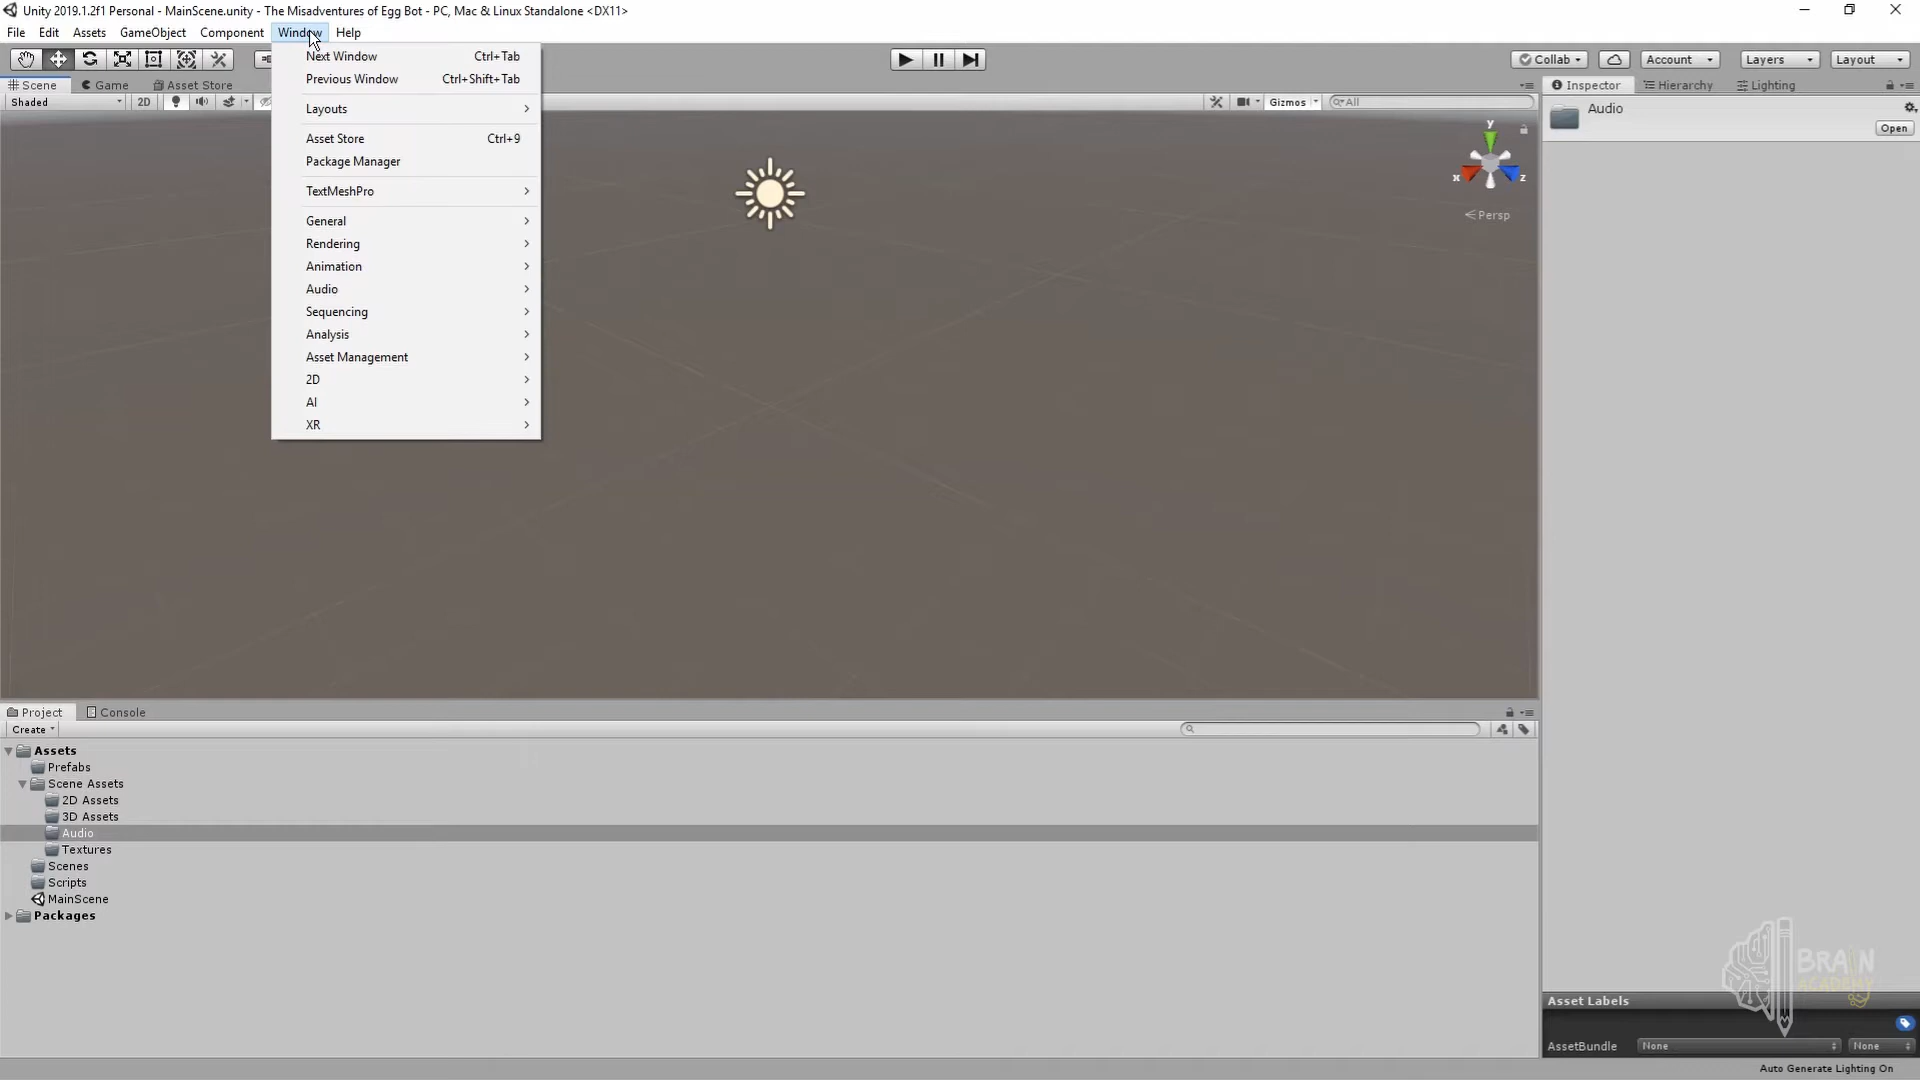 Unity 2019.1.2f1 Personal - MainScene.unity - The Misadventures of Egg Bot - PC, Mac & Linux Standalone <DX11>
File Edit Assets GameObject Component Window Help
Collab Account Layers Layout
Scene Game Asset Store
Shaded 2D
Gizmos All
Inspector Hierarchy Lighting
Audio
Open
Next Window Ctrl+Tab
Previous Window Ctrl+Shift+Tab
Layouts
Asset Store Ctrl+9
Package Manager
TextMeshPro
General
Rendering
Animation
Audio
Sequencing
Analysis
Asset Management
2D
AI
XR
y
x z
Persp
Project Console
Create
Assets
Prefabs
Scene Assets
2D Assets
3D Assets
Audio
Textures
Scenes
Scripts
MainScene
Packages
BRAIN
ACADEMY
Asset Labels
AssetBundle None None
Auto Generate Lighting On